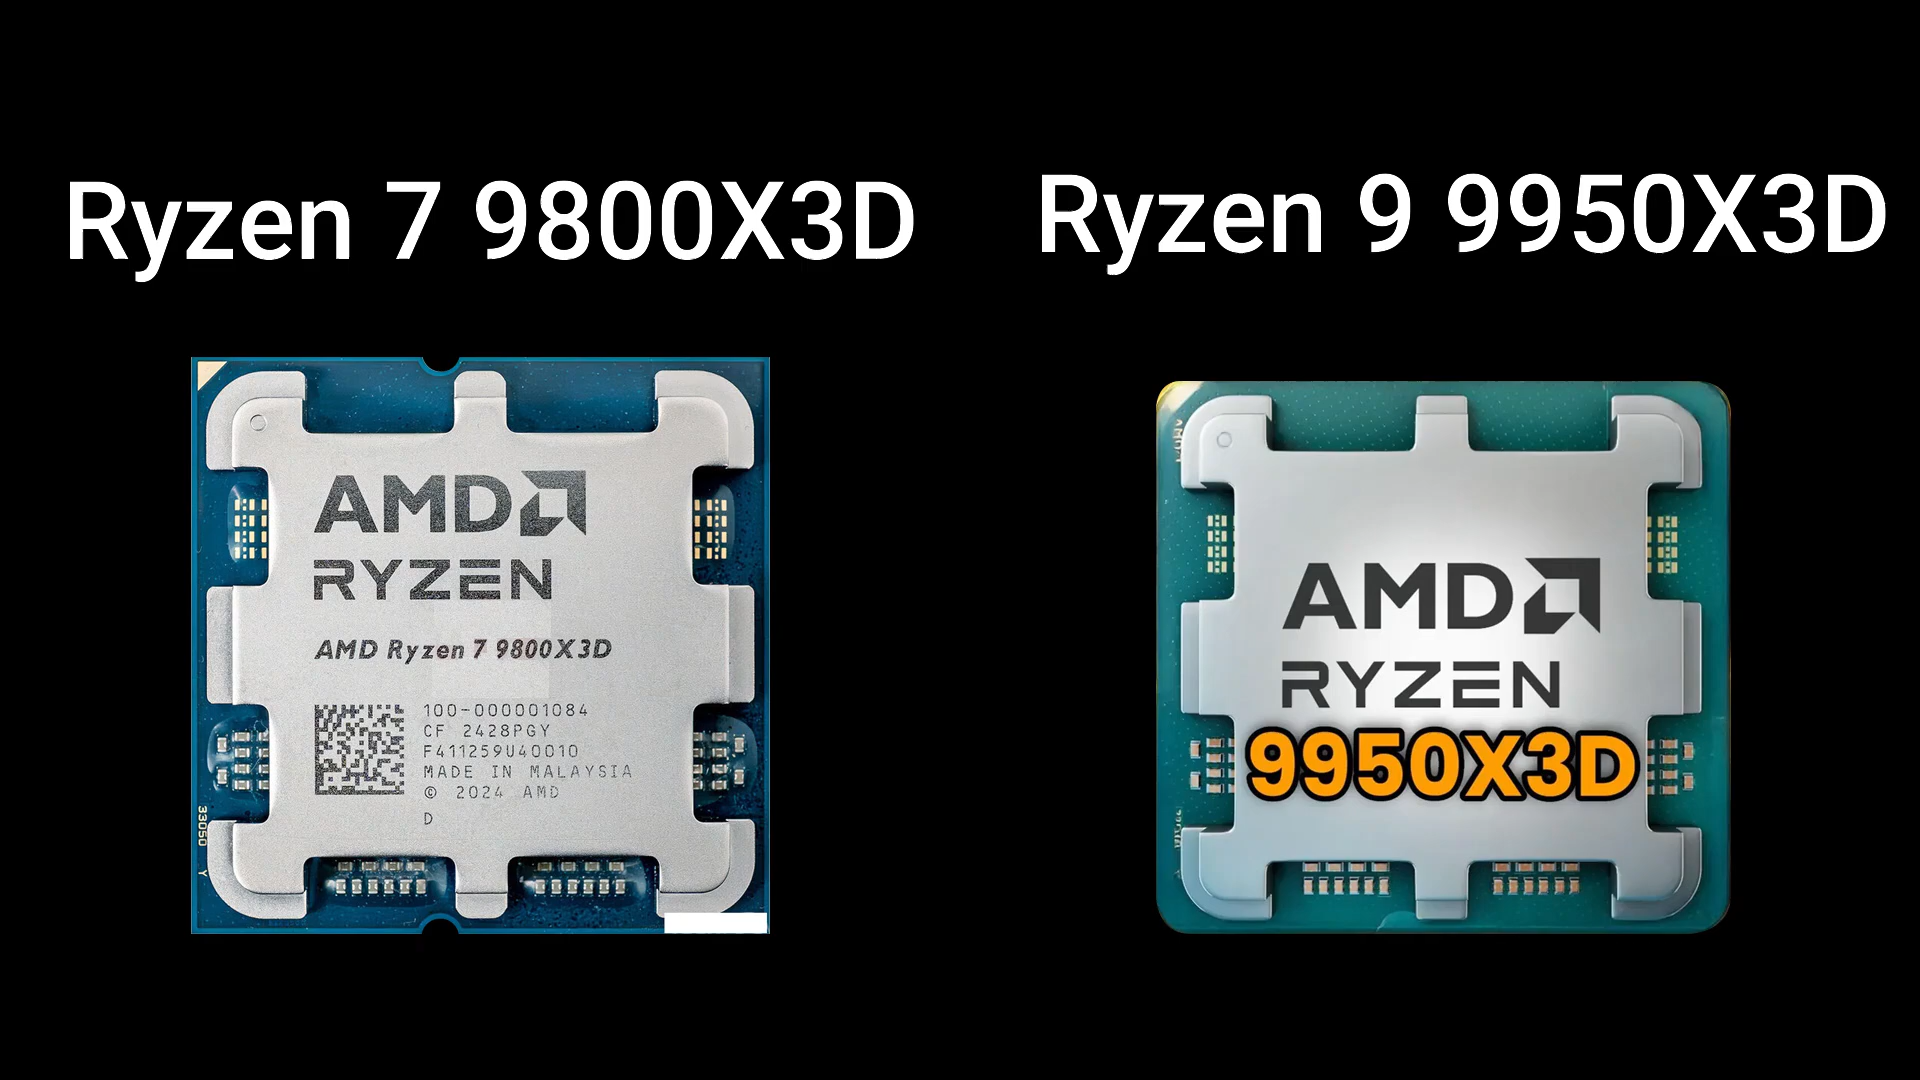 Ryzen 7 9800X3D
Ryzen 9 9950X3D
AMD
RYZEN
AMD Ryzen 7 9800X3D
100-000001084
CF 2428PGY
F411259U40010
MADE IN MALAYSIA
© 2024 AMD
D
33050
Y
AMD
RYZEN
9950X3D